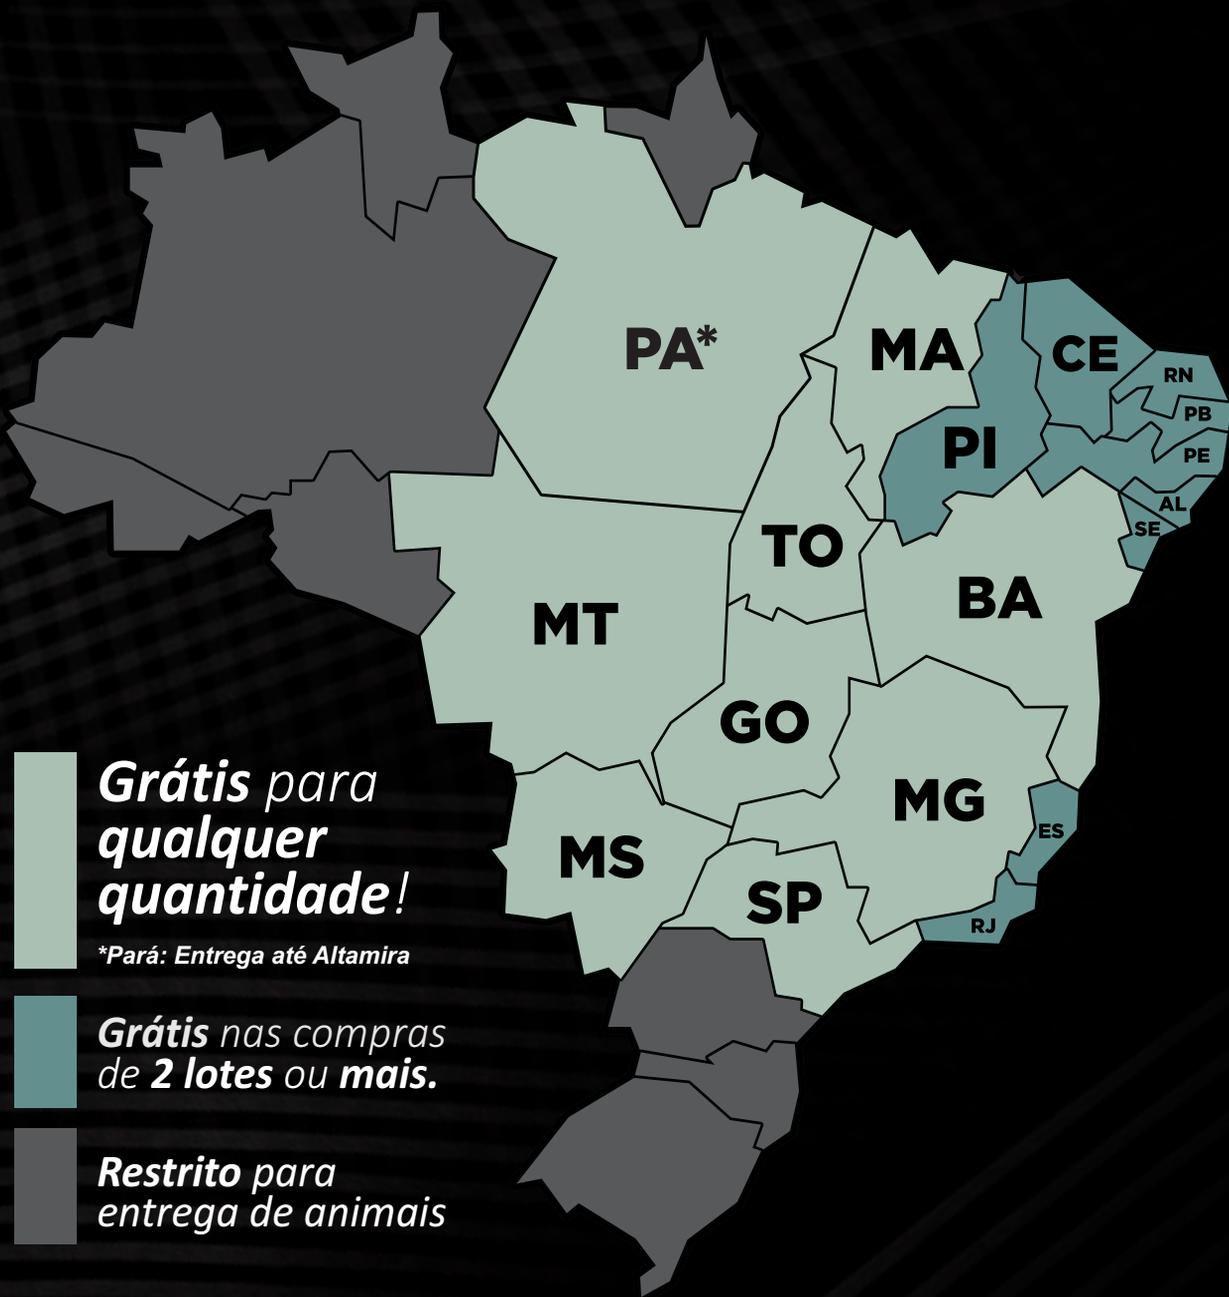 PA*
MA
CE
RN
PB
PI
PE
AL
SE
TO
BA
MT
GO
MG
ES
MS
SP
RJ
Grátis para
qualquer
quantidade!
*Pará: Entrega até Altamira
Grátis nas compras
de 2 lotes ou mais.
Restrito para
entrega de animais